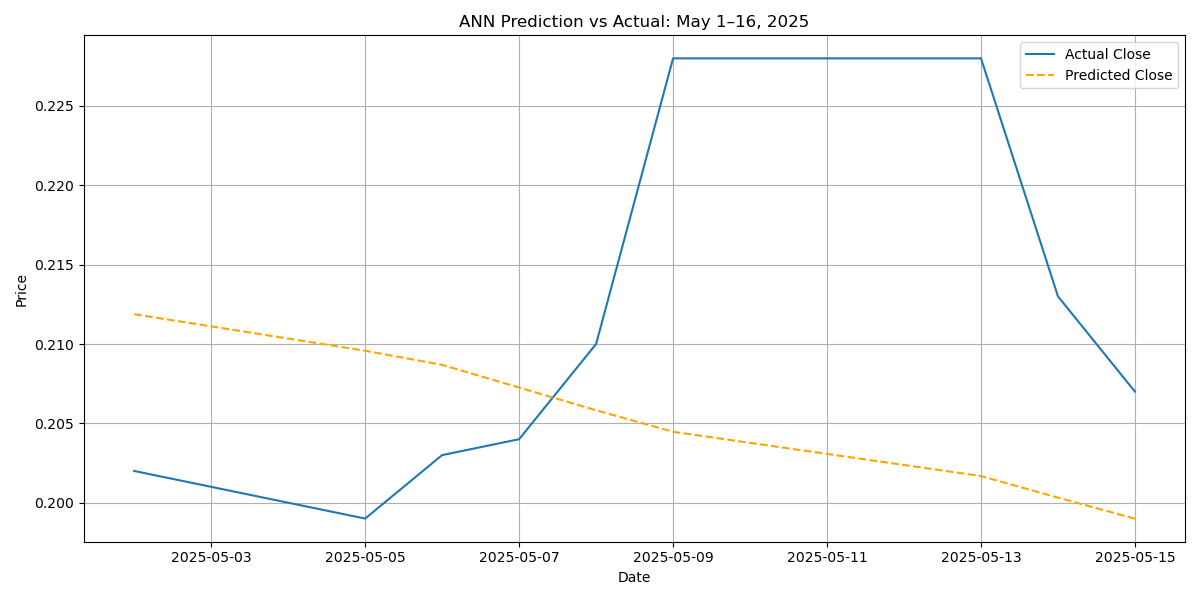 ANN Prediction vs Actual: May 1–16, 2025
Actual Close
Predicted Close
0.225
0.220
0.215
0.210
0.205
0.200
Price
2025-05-03
2025-05-05
2025-05-07
2025-05-09
2025-05-11
2025-05-13
2025-05-15
Date